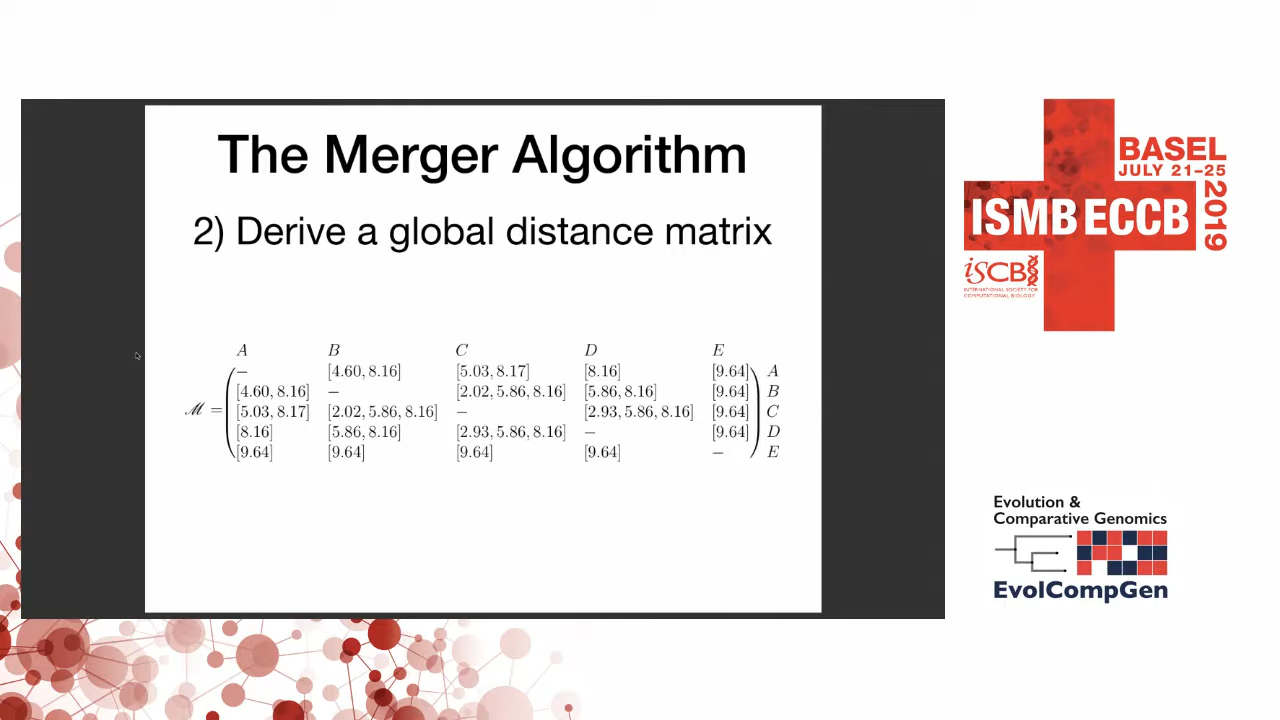 The Merger Algorithm
2) Derive a global distance matrix
A B C D E
− [4.60, 8.16] [5.03, 8.17] [8.16] [9.64] A
[4.60, 8.16] − [2.02, 5.86, 8.16] [5.86, 8.16] [9.64] B
ℳ = [5.03, 8.17] [2.02, 5.86, 8.16] − [2.93, 5.86, 8.16] [9.64] C
[8.16] [5.86, 8.16] [2.93, 5.86, 8.16] − [9.64] D
[9.64] [9.64] [9.64] [9.64] − E
BASEL
JULY 21–25
2019
ISMB ECCB
iSCB
INTERNATIONAL SOCIETY FOR
COMPUTATIONAL BIOLOGY
Evolution &
Comparative Genomics
EvolCompGen